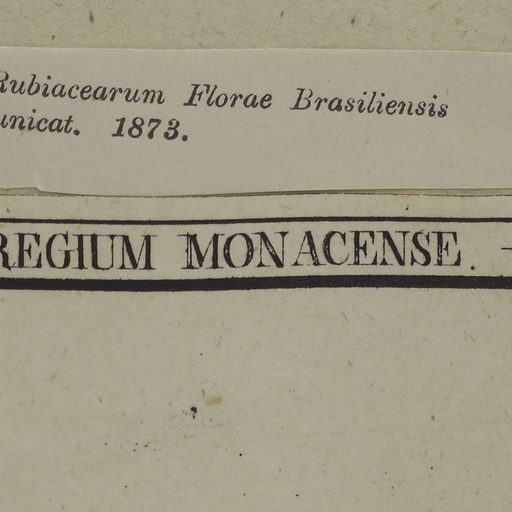 Rubiacearum Florae Brasiliensis
unicat. 1873.
REGIUM MONACENSE. —